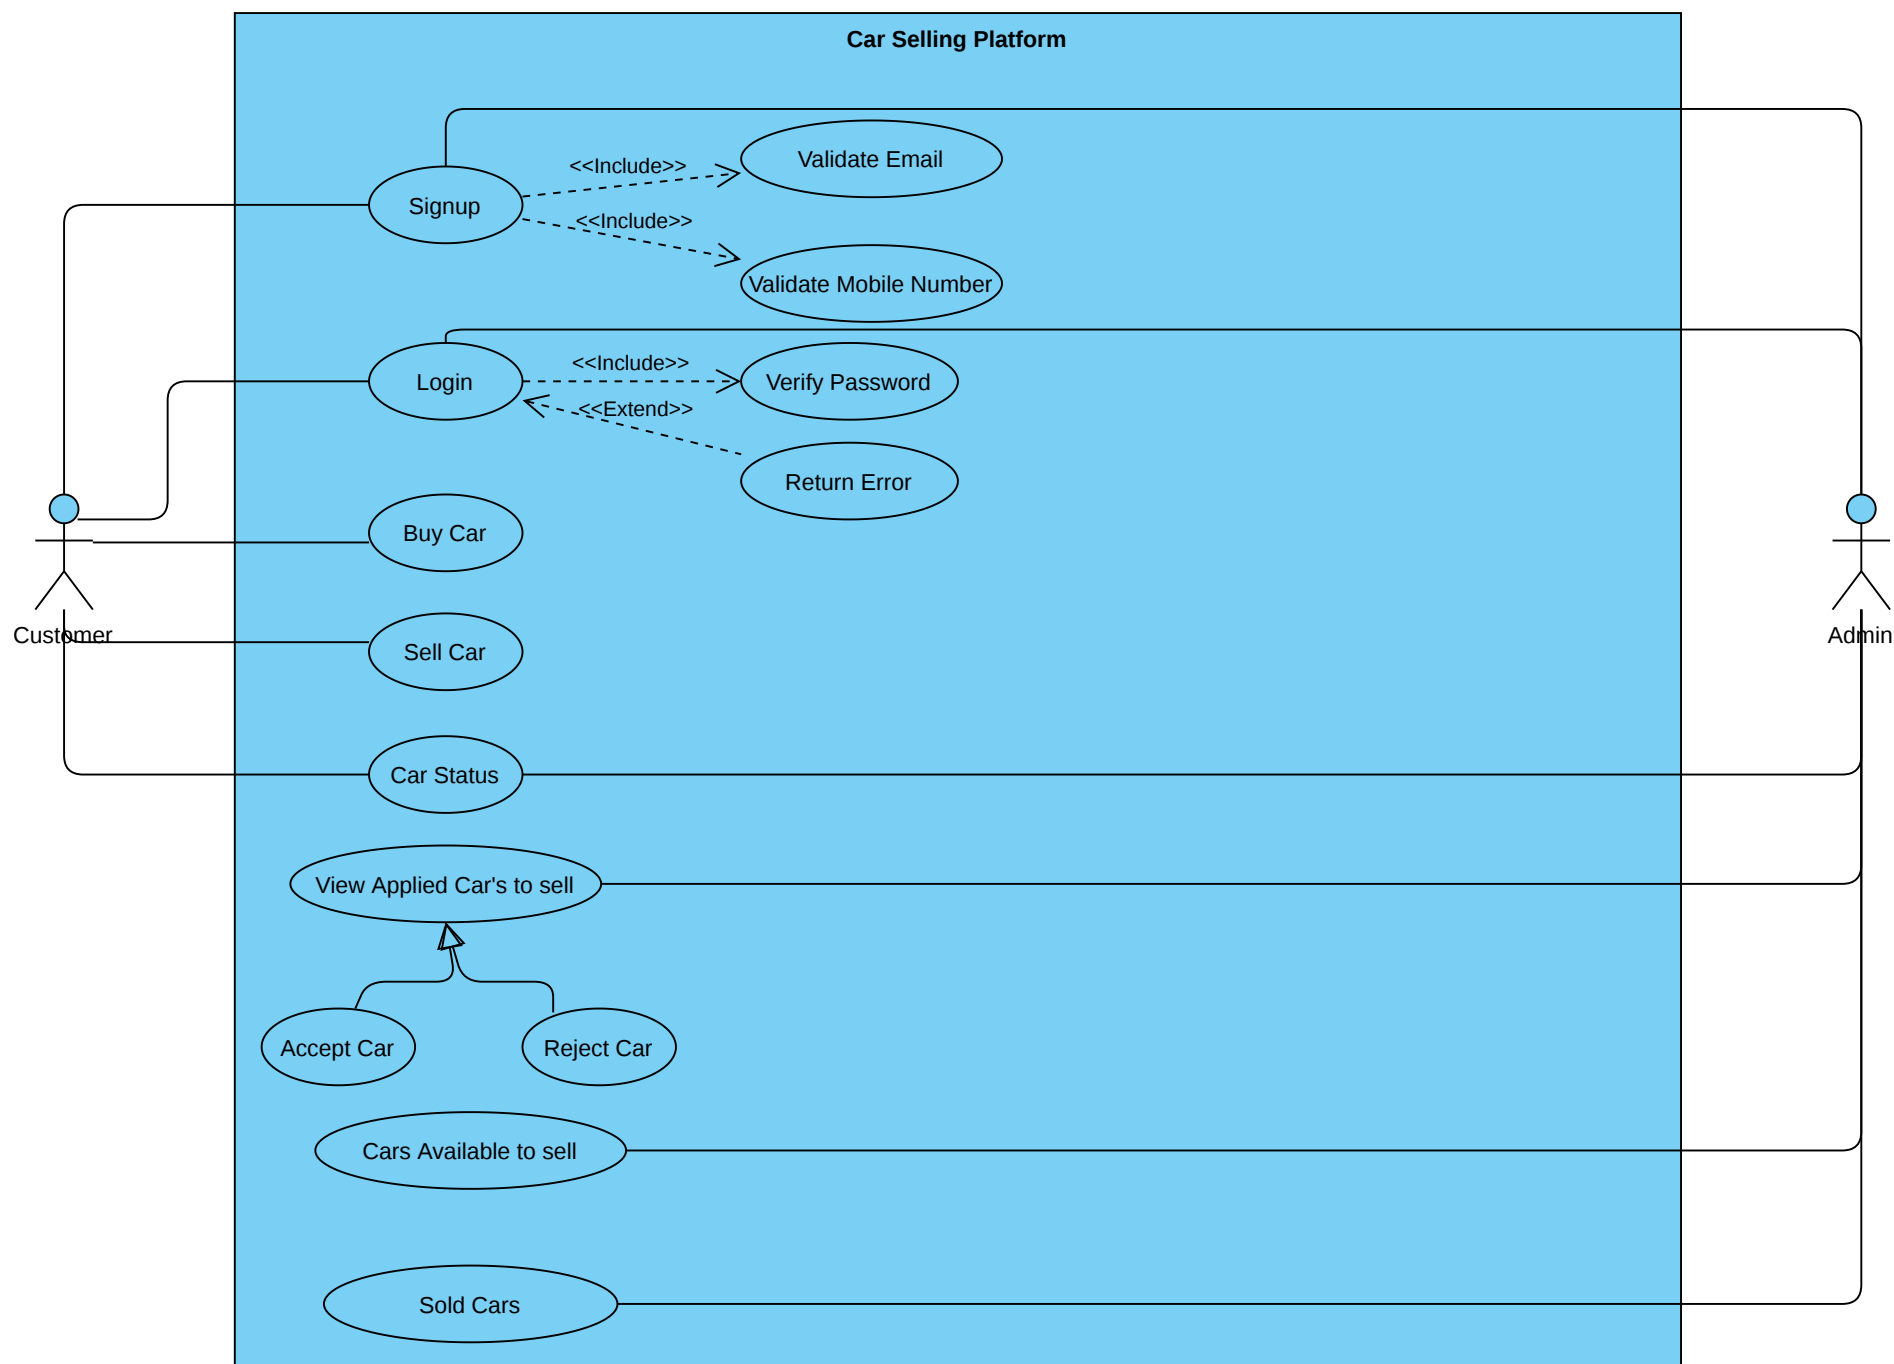 Car Selling Platform
Validate Email
<<Include>>
Signup
<<Include>>
Validate Mobile Number
<<Include>>
Login
Verify Password
<<Extend>>
Return Error
Buy Car
Customer
Admin
Sell Car
Car Status
View Applied Car's to sell
Accept Car
Reject Car
Cars Available to sell
Sold Cars